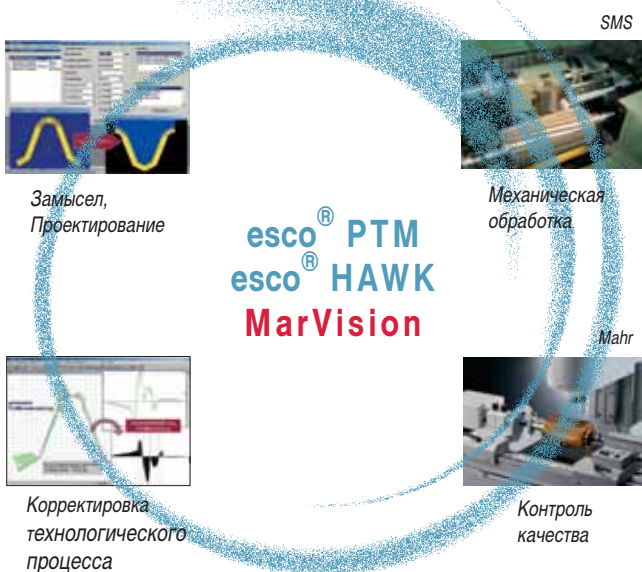 SMS
Замысел,
Проектирование
Механическая
обработка
esco® PTM
esco® HAWK
MarVision
Mahr
Корректировка
технологического
процесса
Контроль
качества